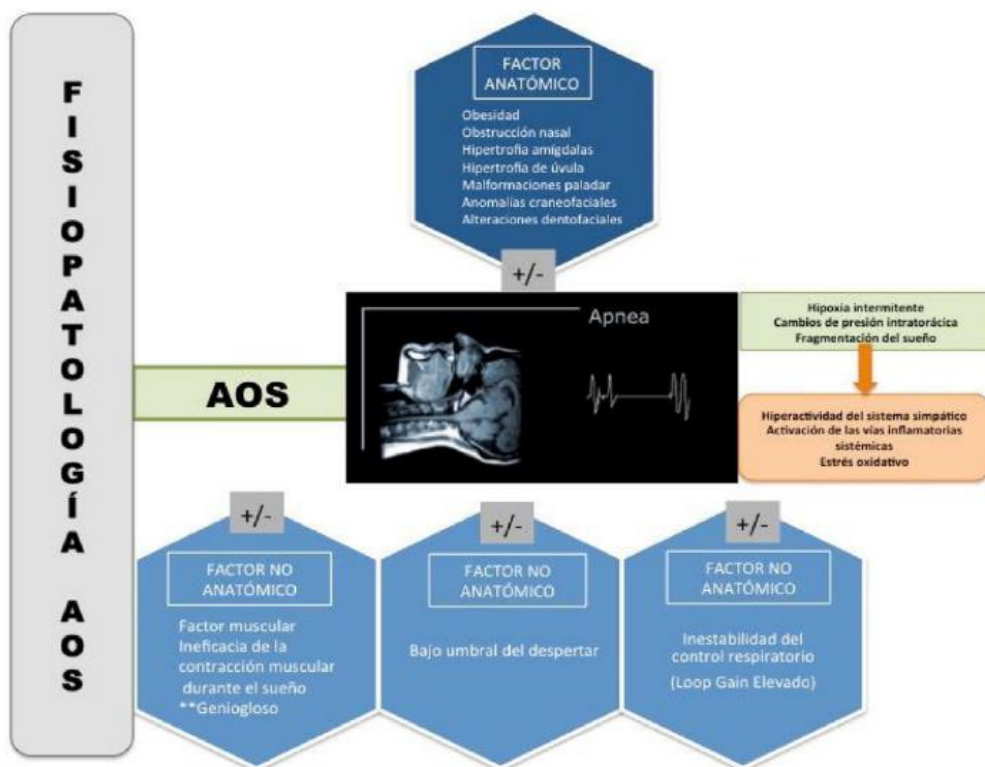 FISIOPATOLOGÍA AOS
FACTOR
ANATÓMICO
Obesidad
Obstrucción nasal
Hipertrofia amígdalas
Hipertrofia de úvula
Malformaciones paladar
Anomalías craneofaciales
Alteraciones dentofaciales
+/-
AOS
Apnea
Hipoxia intermitente
Cambios de presión intratorácica
Fragmentación del sueño
Hiperactividad del sistema simpático
Activación de las vías inflamatorias
sistémicas
Estrés oxidativo
+/-
FACTOR NO
ANATÓMICO
Factor muscular
Ineficacia de la
contracción muscular
durante el sueño
**Geniogloso
+/-
FACTOR NO
ANATÓMICO
Bajo umbral del despertar
+/-
FACTOR NO
ANATÓMICO
Inestabilidad del
control respiratorio
(Loop Gain Elevado)